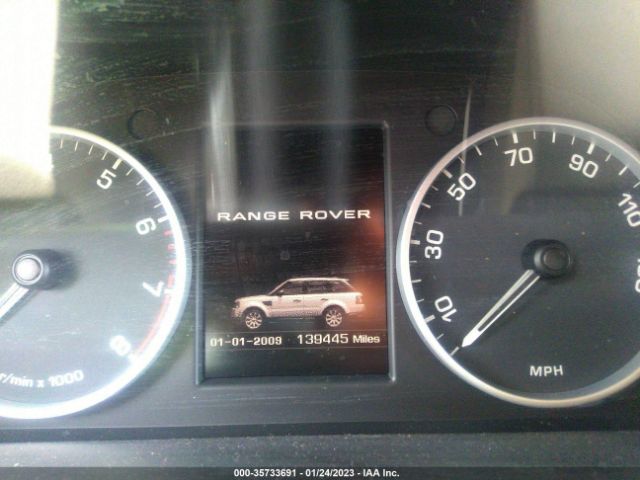 5
6
7
8
r/min x 1000
RANGE ROVER
01-01-2009 139445 Miles
10
30
50
70
90
110
MPH
000-35733691 - 01/24/2023 - IAA Inc.